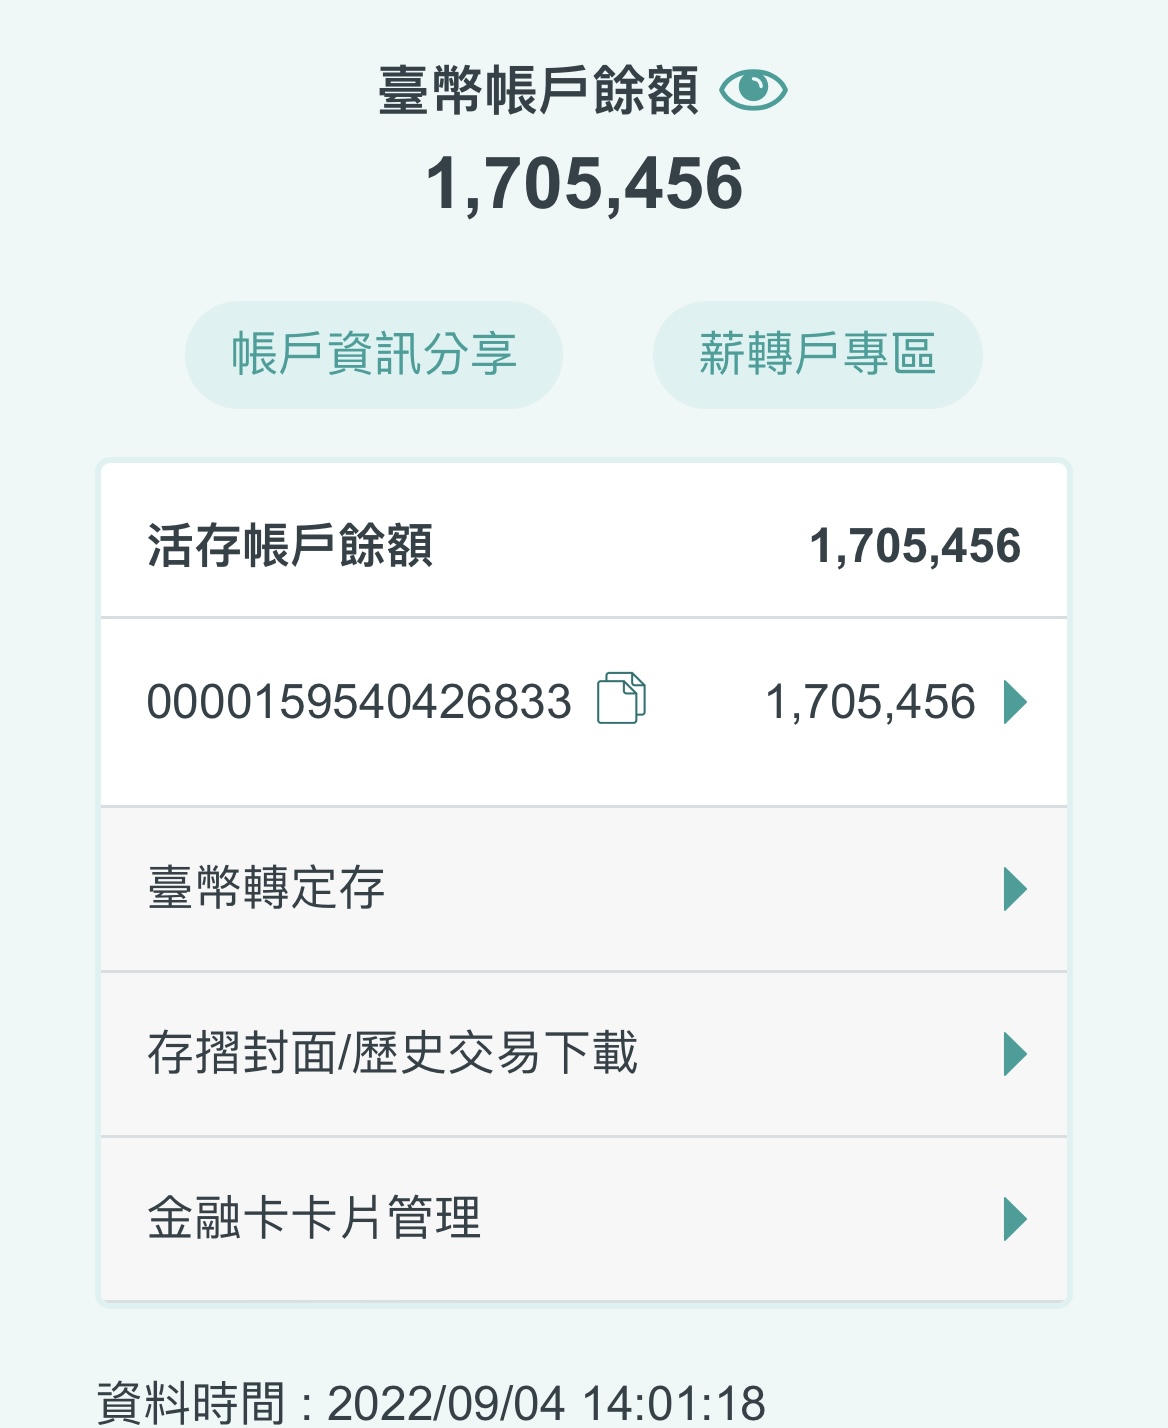 臺幣帳戶餘額
1,705,456
帳戶資訊分享 薪轉戶專區
活存帳戶餘額 1,705,456
0000159540426833 1,705,456
臺幣轉定存
存摺封面/歷史交易下載
金融卡卡片管理
資料時間 : 2022/09/04 14:01:18